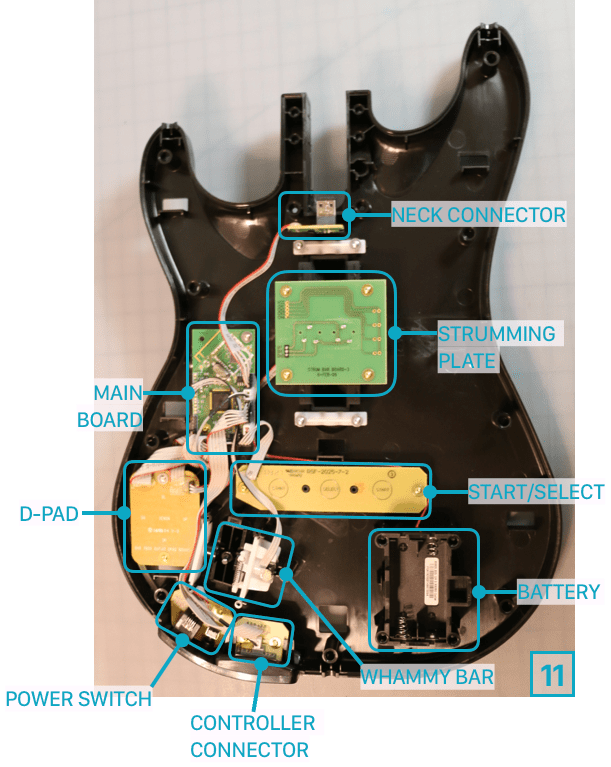 NECK CONNECTOR
STRUMMING
PLATE
MAIN
BOARD
START/SELECT
D-PAD
BATTERY
WHAMMY BAR
11
POWER SWITCH
CONTROLLER
CONNECTOR